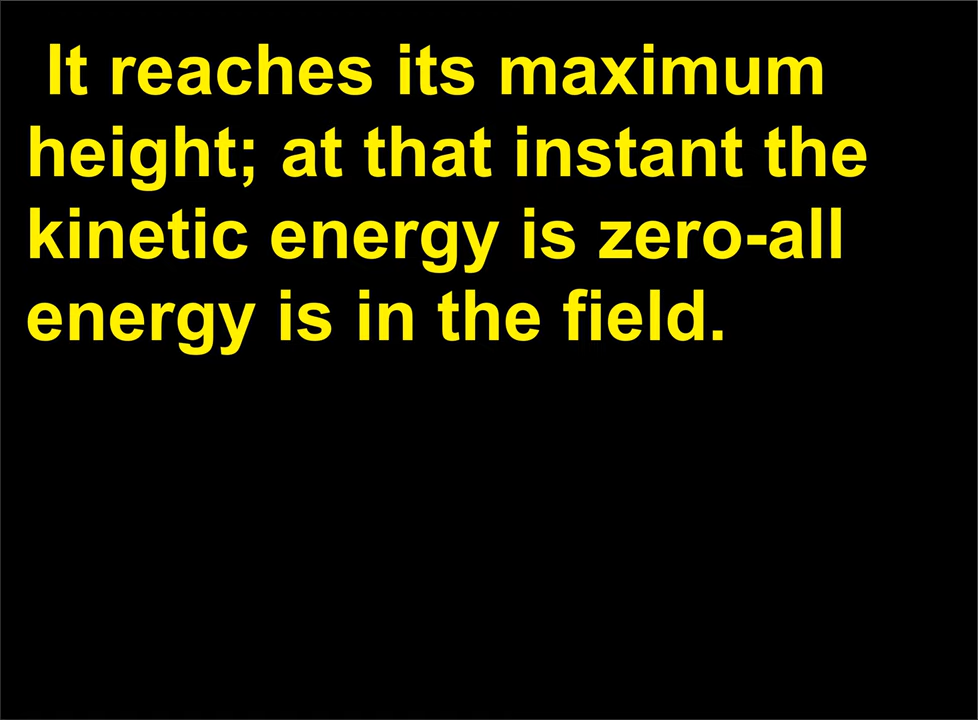 It reaches its maximum
height; at that instant the
kinetic energy is zero-all
energy is in the field.